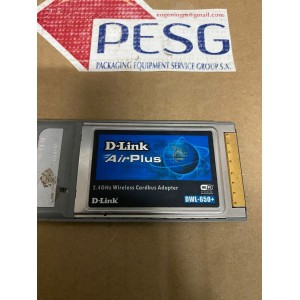 PESG
PACKAGING EQUIPMENT SERVICE GROUP S.A.
D-Link
AirPlus
2.4GHz Wireless Cardbus Adapter
D-Link
DWL-650+